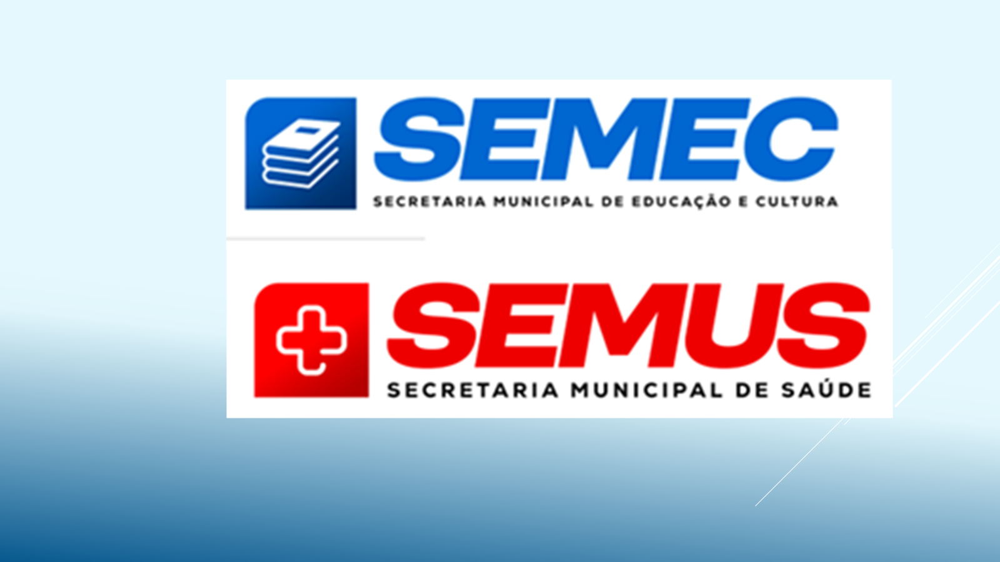 SEMEC
SECRETARIA MUNICIPAL DE EDUCAÇÃO E CULTURA
SEMUS
SECRETARIA MUNICIPAL DE SAÚDE